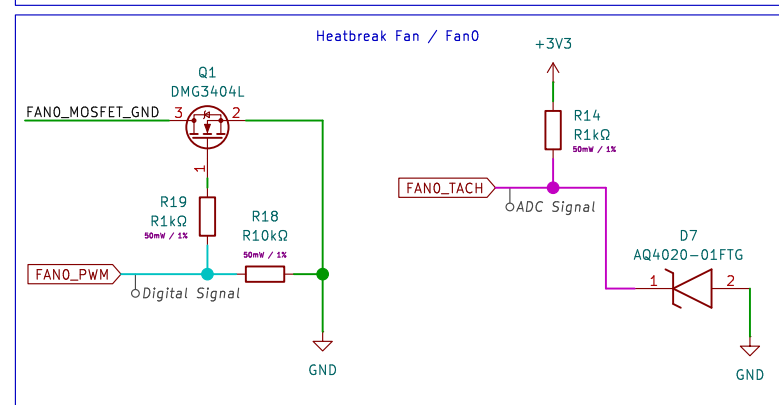 Heatbreak Fan / Fan0
+3V3
Q1
DMG3404L
FAN0_MOSFET_GND
3
2
1
R14
R1kΩ
50mW / 1%
R19
R1kΩ
50mW / 1%
R18
R10kΩ
50mW / 1%
FAN0_TACH
ADC Signal
FAN0_PWM
Digital Signal
D7
AQ4020-01FTG
1
2
GND
GND